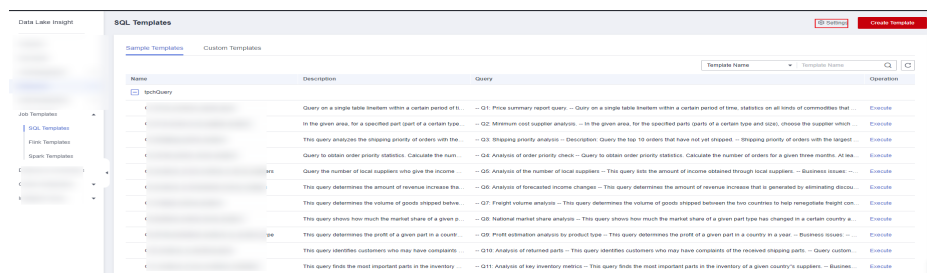 Data Lake Insight
SQL Templates
Settings
Create Template
Sample Templates
Custom Templates
Template Name
Template Name
Name Description Query Operation
tpchQuery
Query on a single table lineitem within a certain period of ti... -- Q1: Price summary report query. -- Query on a single table lineitem within a certain period of time, statistics on all kinds of commodities that ... Execute
In the given area, for a specified part (part of a certain type... -- Q2: Minimum cost supplier analysis. -- In the given area, for the specified parts (parts of a certain type and size), choose the supplier which ... Execute
This query analyzes the shipping priority of orders with the... -- Q3: Shipping priority analysis -- Description: Query the top 10 orders that have not yet shipped. -- Shipping priority of orders with the largest ... Execute
Job Templates
Query to obtain order priority statistics. Calculate the num... -- Q4: Analysis of order priority check -- Query to obtain order priority statistics. Calculate the number of orders for a given three months. At lea... Execute
SQL Templates
Query the number of local suppliers who give the income ... -- Q5: Analysis of the number of local suppliers -- This query lists the amount of income obtained through local suppliers. -- Business issues: --... Execute
Flink Templates
This query determines the amount of revenue increase tha... -- Q6: Analysis of forecasted income changes -- This query determines the amount of revenue increase that is generated by eliminating discou... Execute
Spark Templates
This query determines the volume of goods shipped betwe... -- Q7: Freight volume analysis -- This query determines the volume of goods shipped between the two countries to help renegotiate freight con... Execute
This query shows how much the market share of a given p... -- Q8: National market share analysis -- This query shows how much the market share of a given part type has changed in a certain country a... Execute
This query determines the profit of a given part in a countr... -- Q9: Profit estimation analysis by product type -- This query determines the profit of a given part in a country in a year. -- Business issues: -- ... Execute
This query identifies customers who may have complaints ... -- Q10: Analysis of returned parts -- This query identifies customers who may have complaints of the received shipping parts. -- Query custom... Execute
This query finds the most important parts in the inventory ... -- Q11: Analysis of key inventory metrics -- This query finds the most important parts in the inventory of a given country's suppliers. -- Busines... Execute